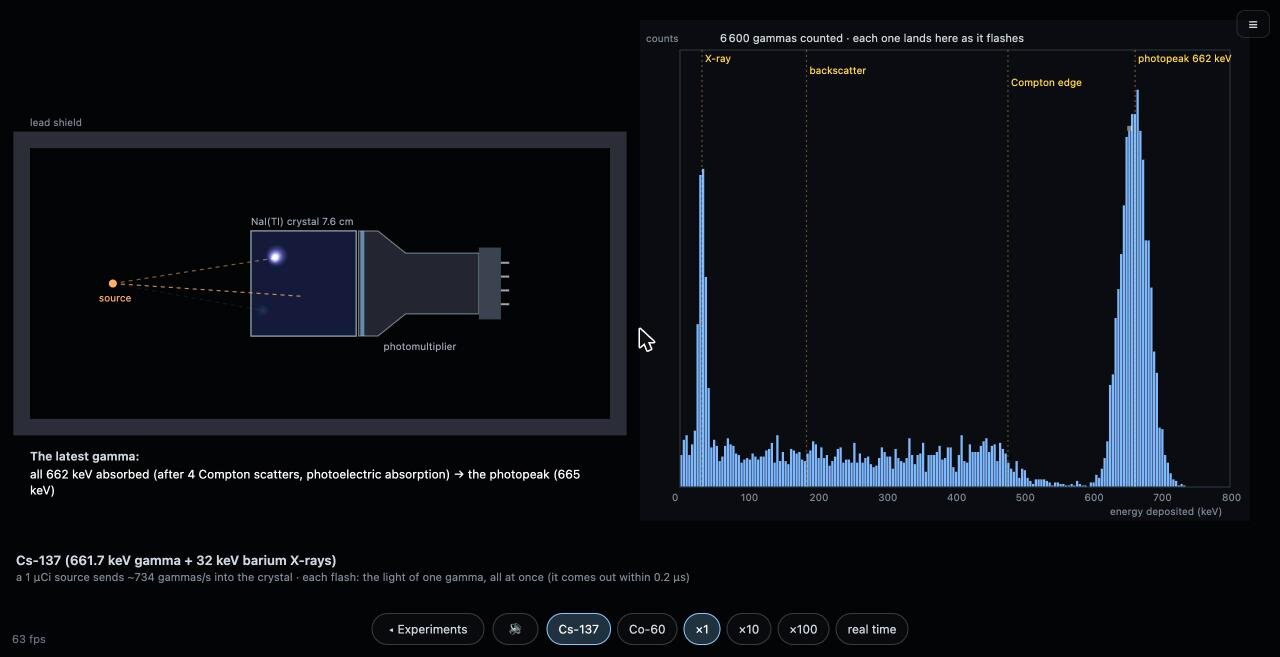 counts
6 600 gammas counted · each one lands here as it flashes
≡
X-ray
photopeak 662 keV
backscatter
Compton edge
lead shield
NaI(Tl) crystal 7.6 cm
source
photomultiplier
The latest gamma:
all 662 keV absorbed (after 4 Compton scatters, photoelectric absorption) → the photopeak (665
keV)
0 100 200 300 400 500 600 700 800
energy deposited (keV)
Cs-137 (661.7 keV gamma + 32 keV barium X-rays)
a 1 μCi source sends ~734 gammas/s into the crystal · each flash: the light of one gamma, all at once (it comes out within 0.2 μs)
63 fps
◂ Experiments
Cs-137
Co-60
×1
×10
×100
real time